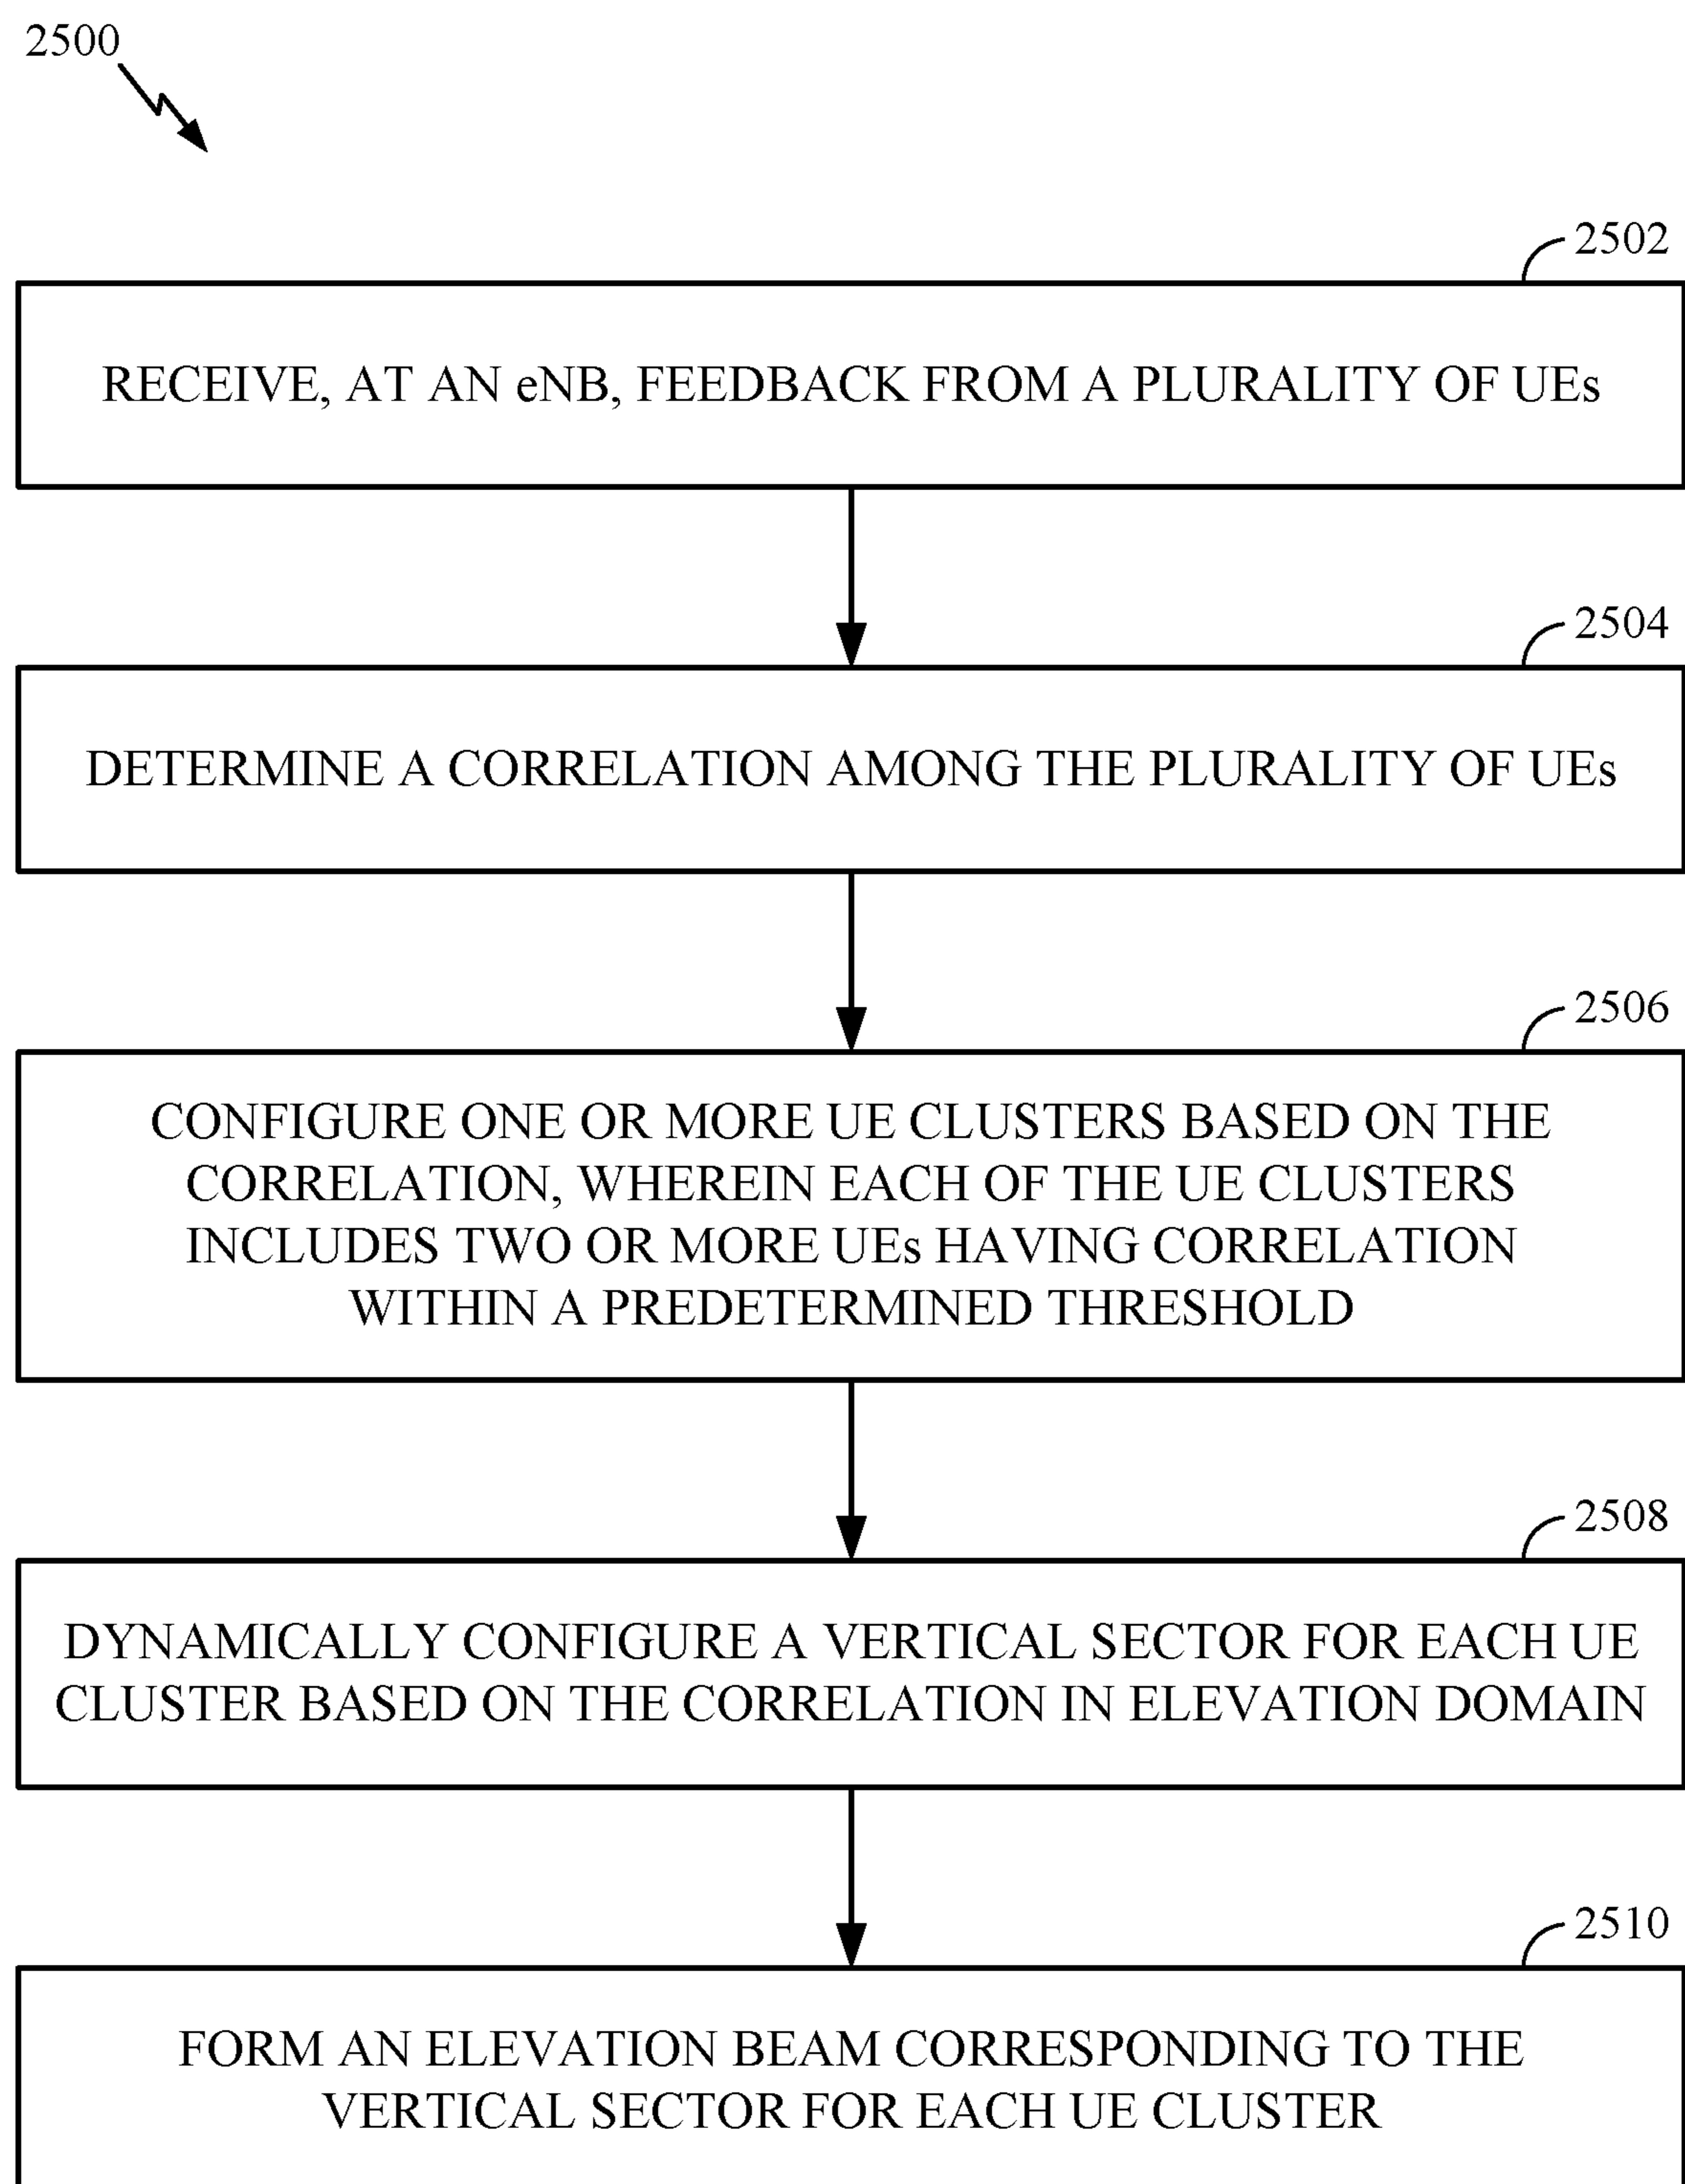 2500
2502
RECEIVE, AT AN eNB, FEEDBACK FROM A PLURALITY OF UEs
2504
DETERMINE A CORRELATION AMONG THE PLURALITY OF UEs
2506
CONFIGURE ONE OR MORE UE CLUSTERS BASED ON THE
CORRELATION, WHEREIN EACH OF THE UE CLUSTERS
INCLUDES TWO OR MORE UEs HAVING CORRELATION
WITHIN A PREDETERMINED THRESHOLD
2508
DYNAMICALLY CONFIGURE A VERTICAL SECTOR FOR EACH UE
CLUSTER BASED ON THE CORRELATION IN ELEVATION DOMAIN
2510
FORM AN ELEVATION BEAM CORRESPONDING TO THE
VERTICAL SECTOR FOR EACH UE CLUSTER